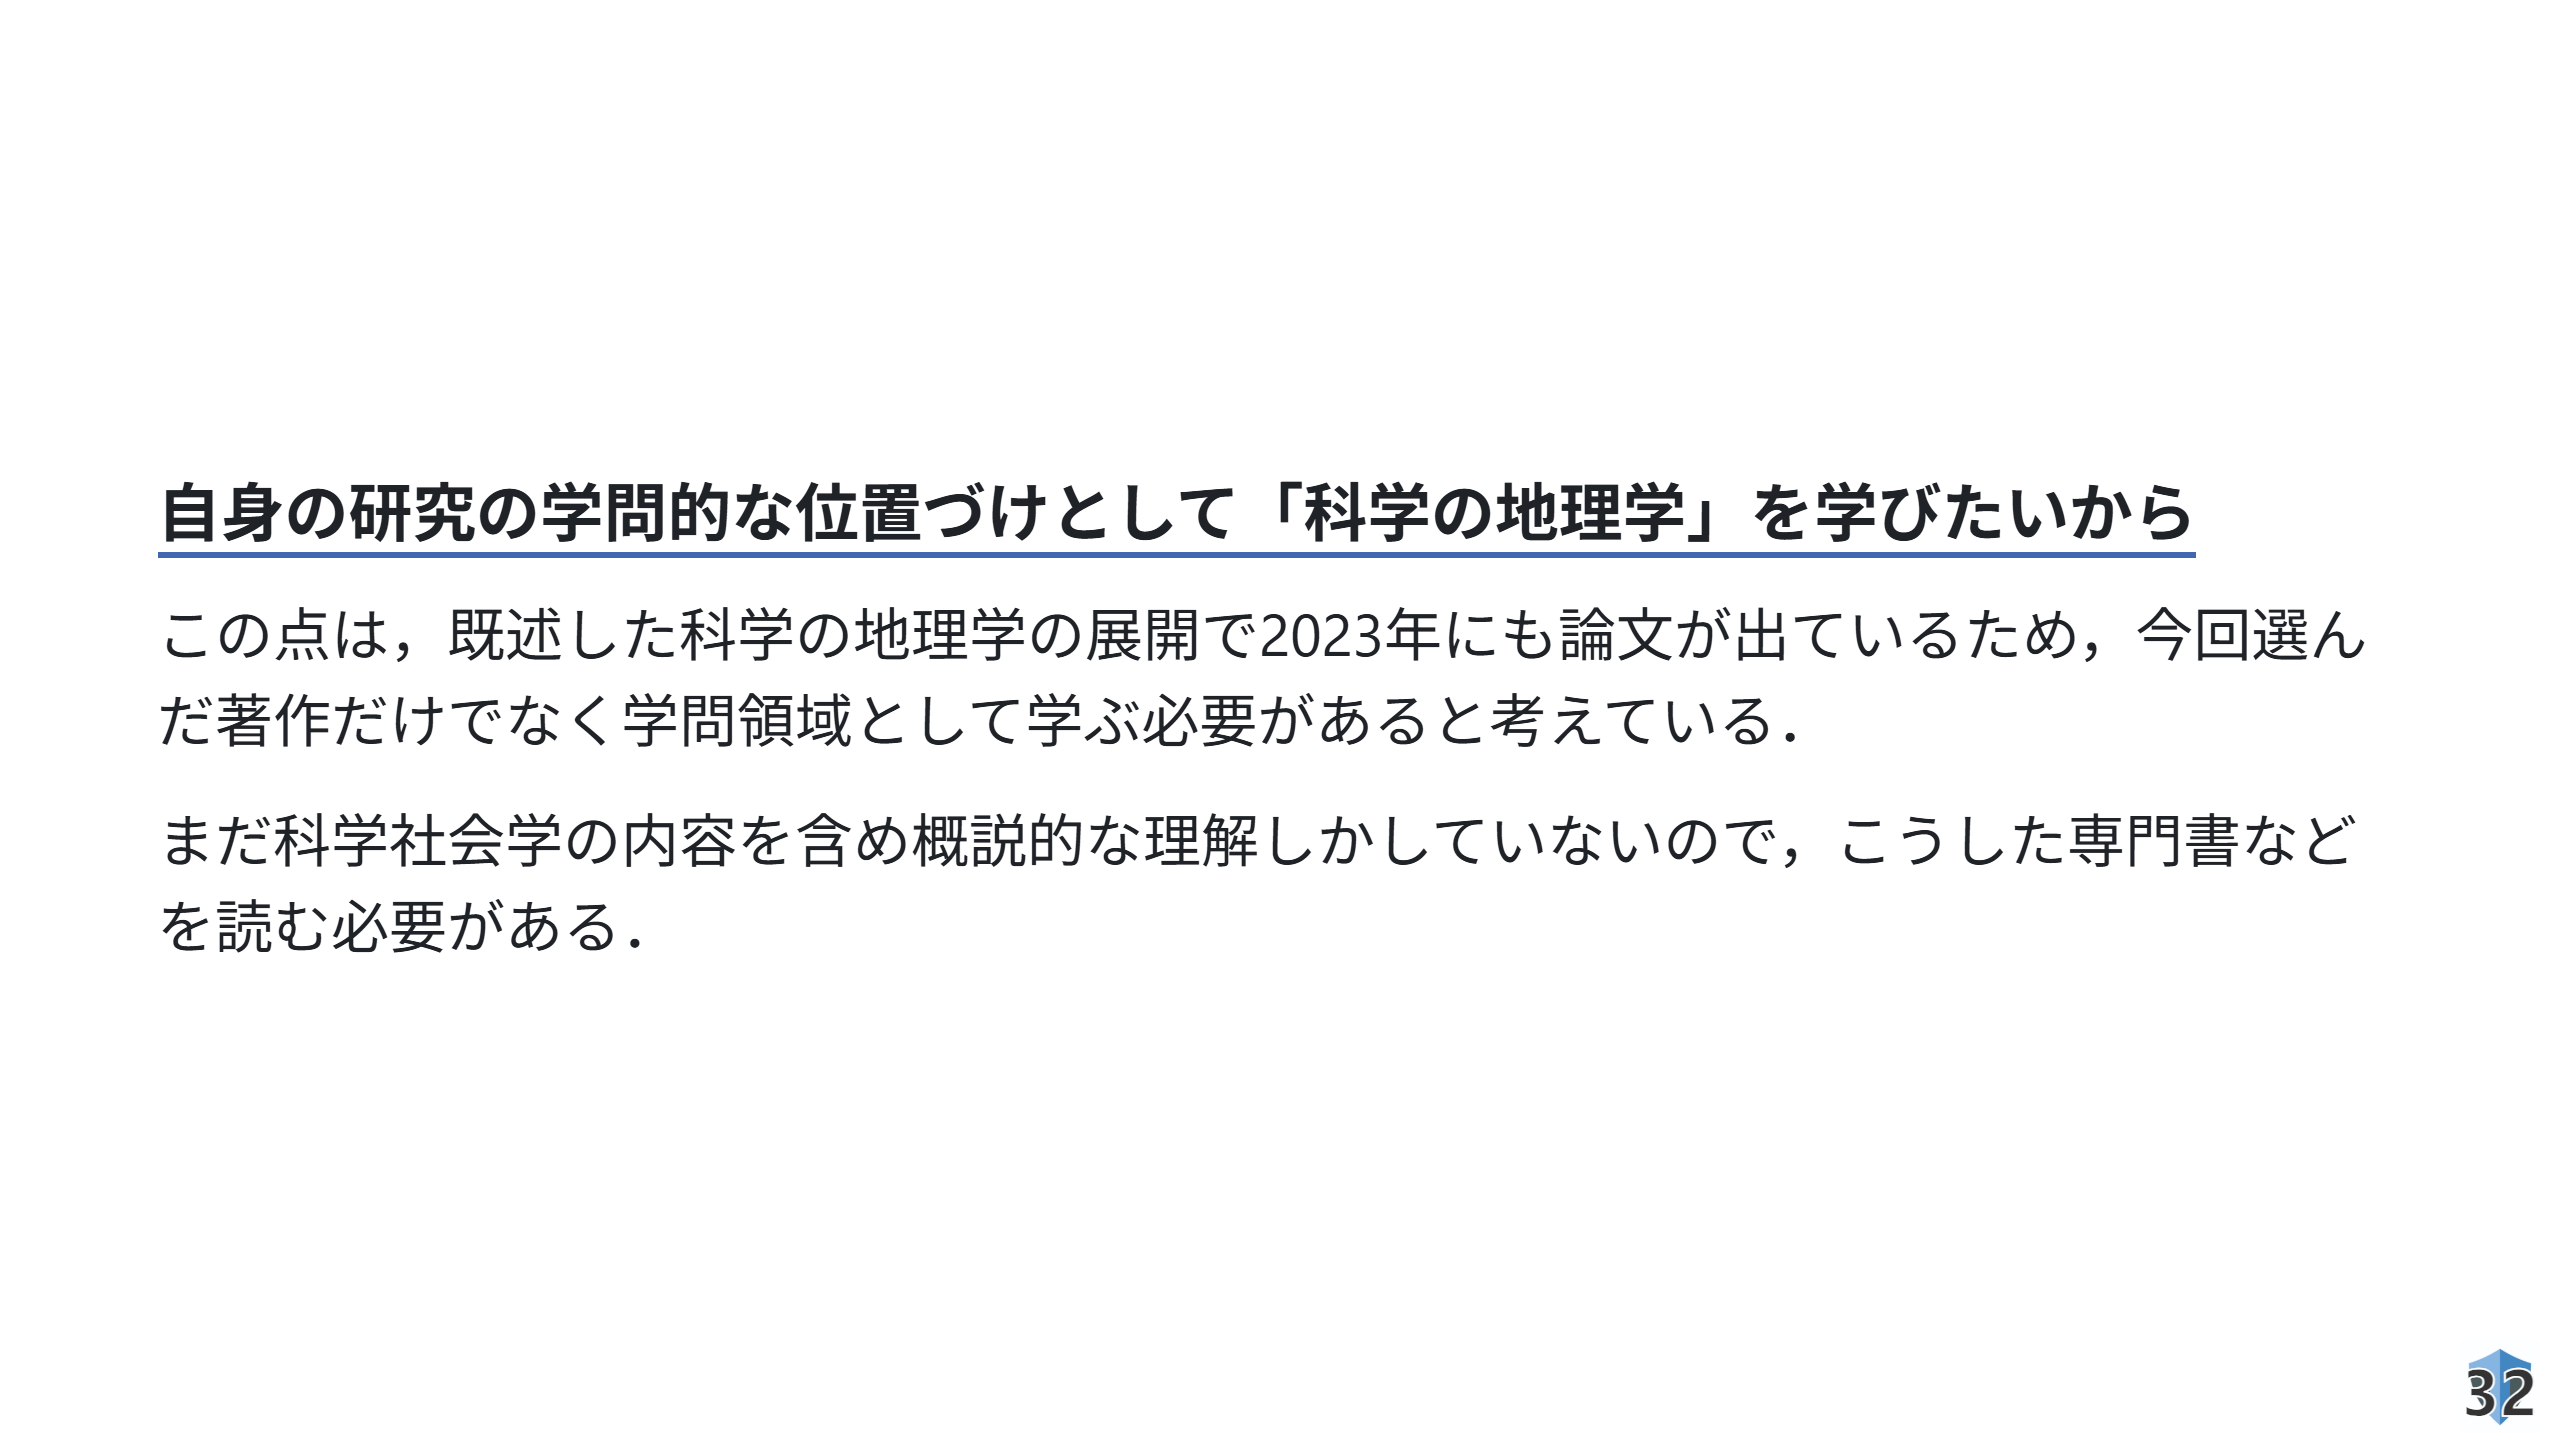 自身の研究の学問的な位置づけとして「科学の地理学」を学びたいから
この点は，既述した科学の地理学の展開で2023年にも論文が出ているため，今回選ん
だ著作だけでなく学問領域として学ぶ必要があると考えている．
まだ科学社会学の内容を含め概説的な理解しかしていないので，こうした専門書など
を読む必要がある．
32